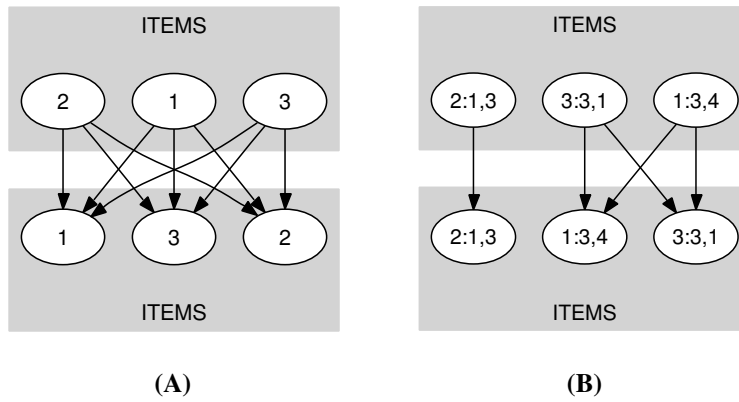 ITEMS
2 1 3
1 3 2
ITEMS
(A)
ITEMS
2:1,3 3:3,1 1:3,4
2:1,3 1:3,4 3:3,1
ITEMS
(B)